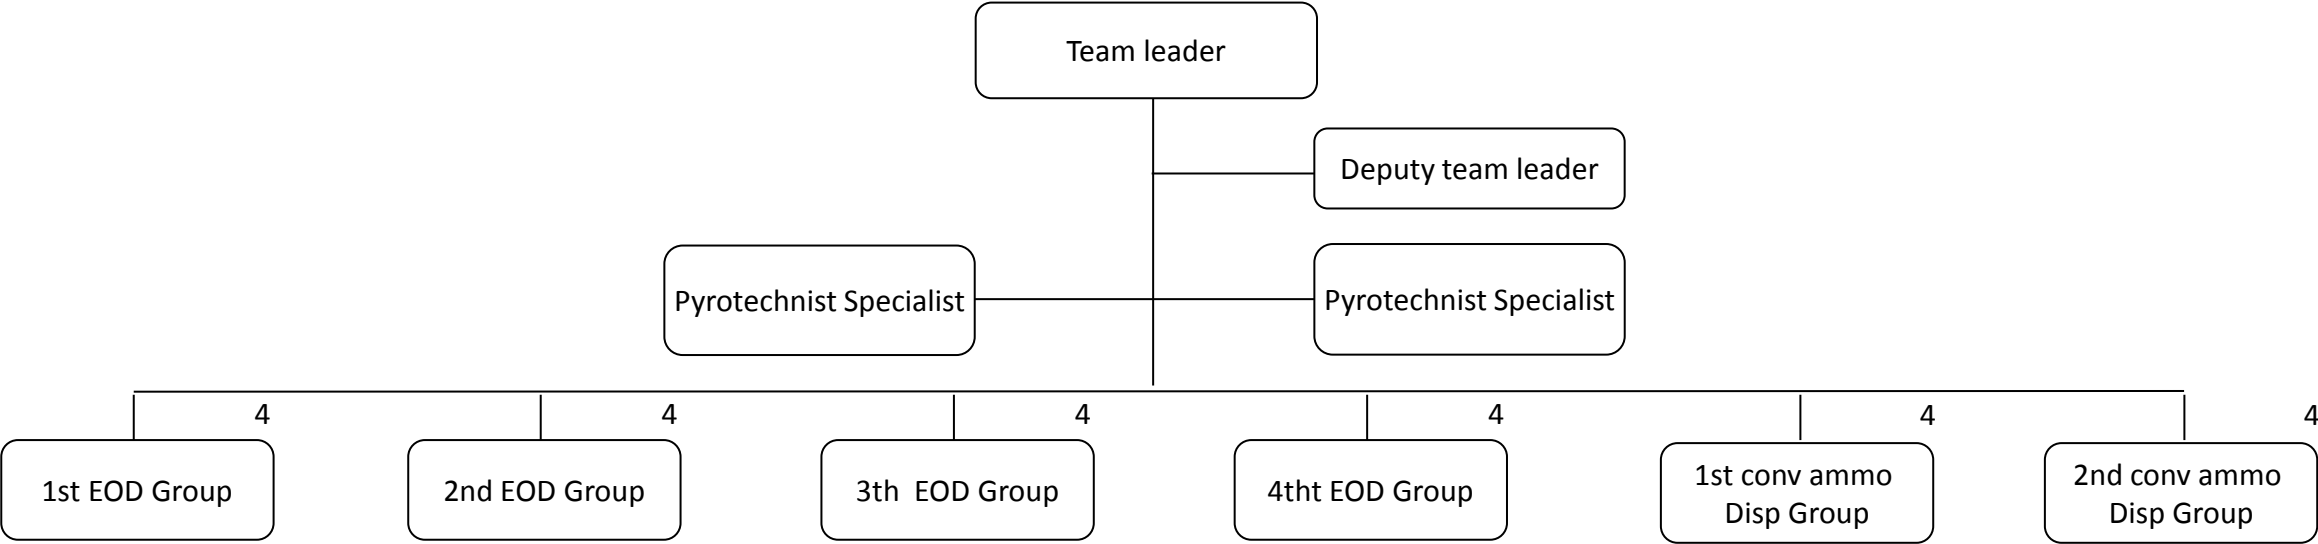 Team leader
Deputy team leader
Pyrotechnist Specialist
Pyrotechnist Specialist
4
4
4
4
4
4
1st EOD Group
2nd EOD Group
3th  EOD Group
4tht EOD Group
1st conv ammo
Disp Group
2nd conv ammo
Disp Group